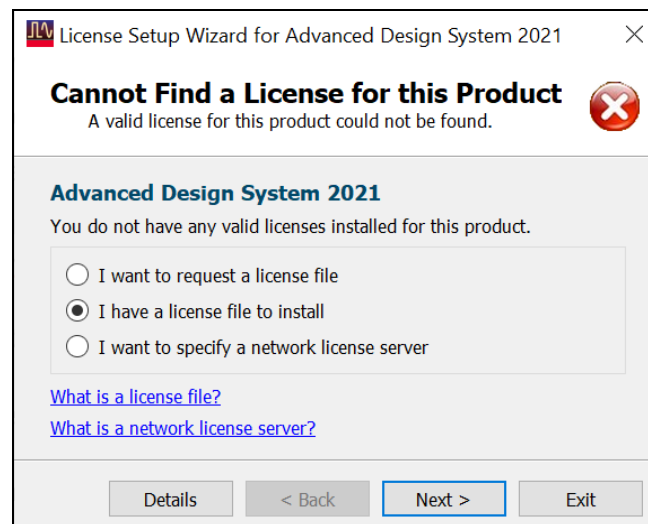 License Setup Wizard for Advanced Design System 2021
Cannot Find a License for this Product
A valid license for this product could not be found.
Advanced Design System 2021
You do not have any valid licenses installed for this product.
I want to request a license file
I have a license file to install
I want to specify a network license server
What is a license file?
What is a network license server?
Details < Back Next > Exit